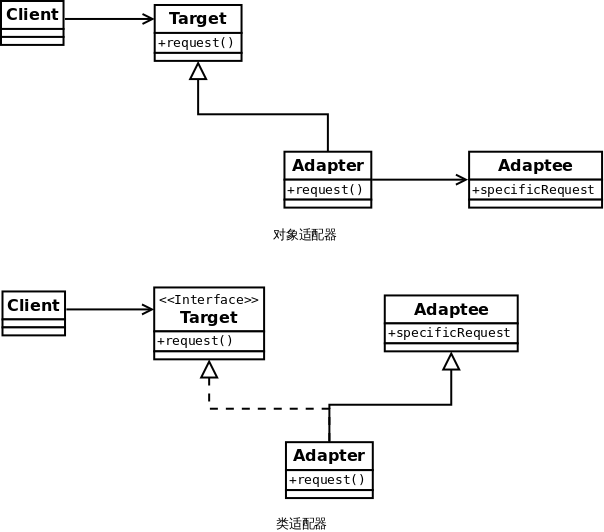 Client
Target
+request()
Adapter
+request()
Adaptee
+specificRequest
对象适配器
Client
<<Interface>>
Target
+request()
Adaptee
+specificRequest
Adapter
+request()
类适配器